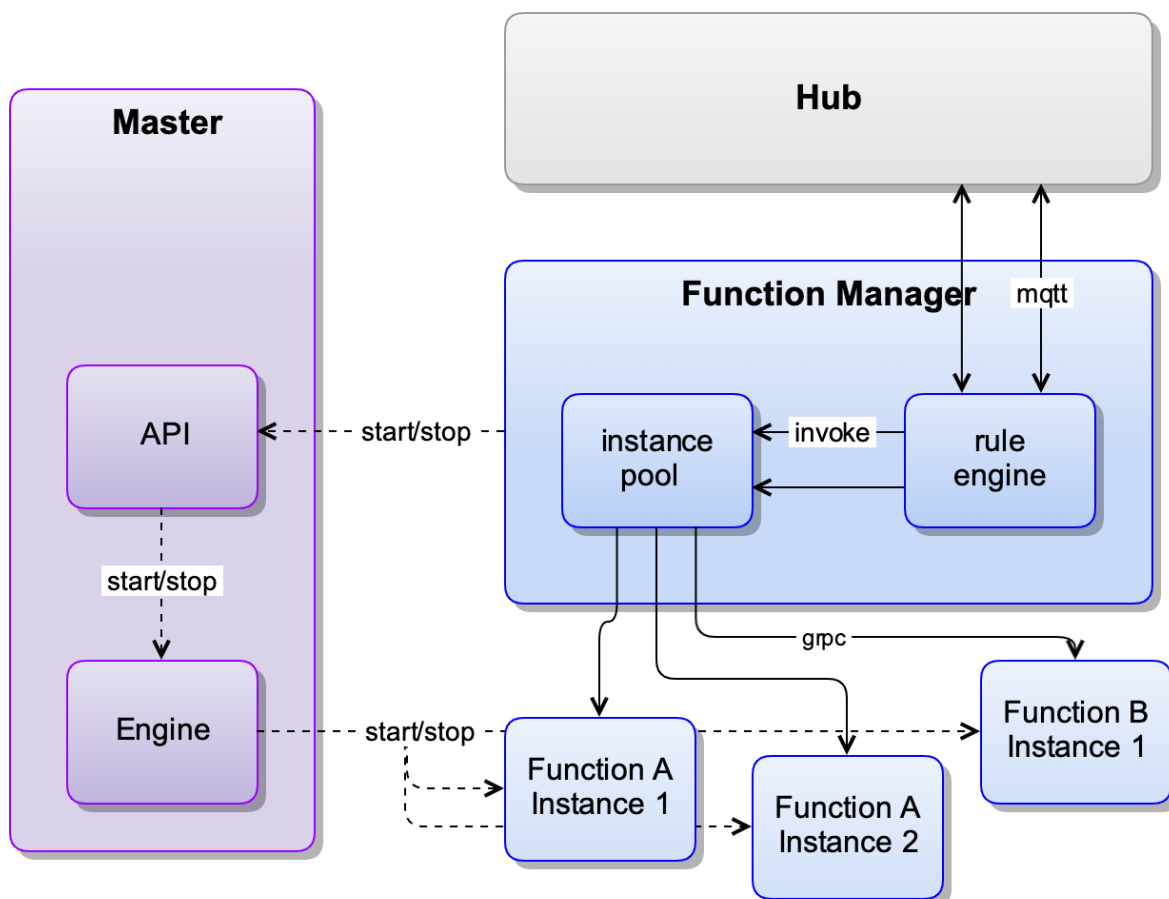 Hub
Master
Function Manager
mqtt
API
start/stop
instance
pool
invoke
rule
engine
start/stop
grpc
Engine
start/stop
Function A
Instance 1
Function A
Instance 2
Function B
Instance 1